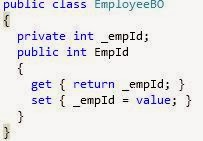 public class EmployeeBO
{
private int _empId;
public int EmpId
{
get { return _empId; }
set { _empId = value; }
}
}